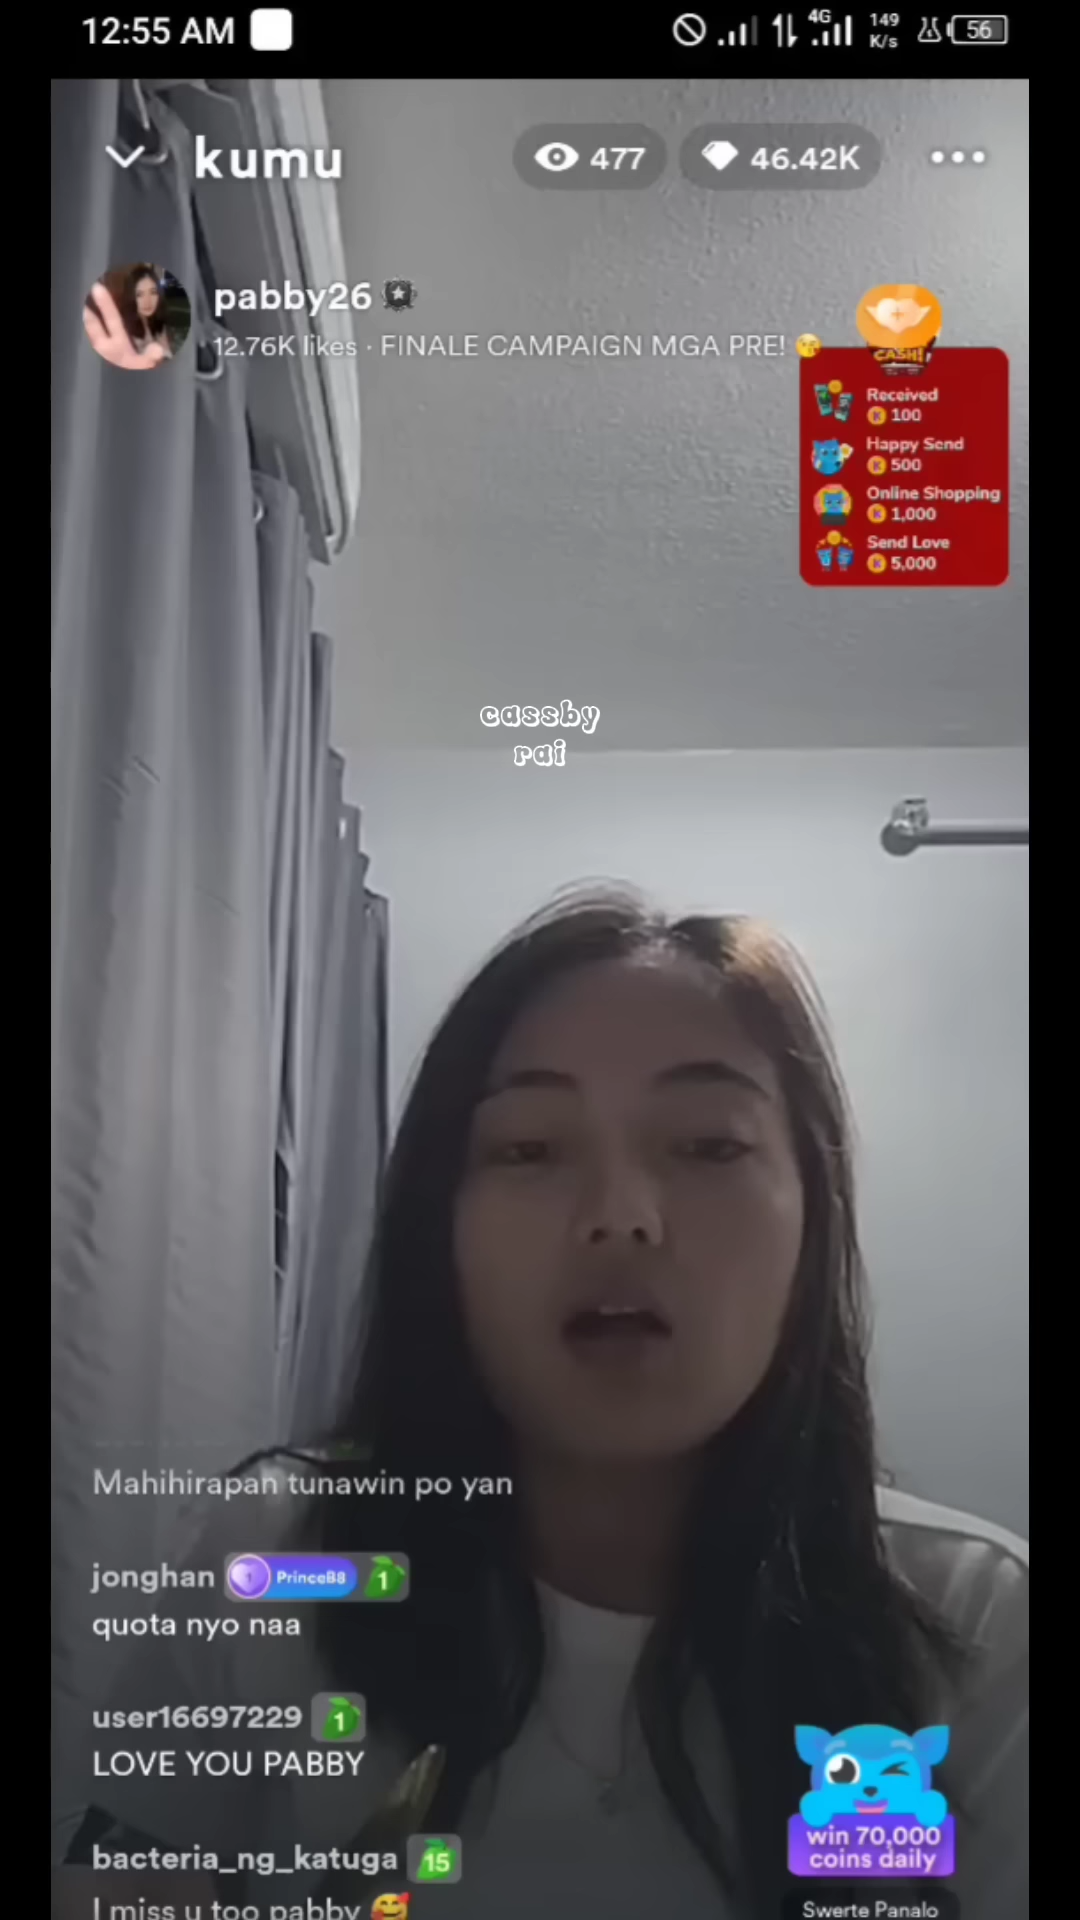 12:55 AM
4G
149
K/s
56
kumu
477
46.42K
pabby26
12.76K likes · FINALE CAMPAIGN MGA PRE! 😘
CASH!
Received
100
Happy Send
500
Online Shopping
1,000
Send Love
5,000
cassby
rai
Mahihirapan tunawin po yan
jonghan 1 PrinceB8 1
quota nyo naa
user16697229 1
LOVE YOU PABBY
bacteria_ng_katuga 15
I miss u too pabby 🥰
win 70,000
coins daily
Swerte Panalo